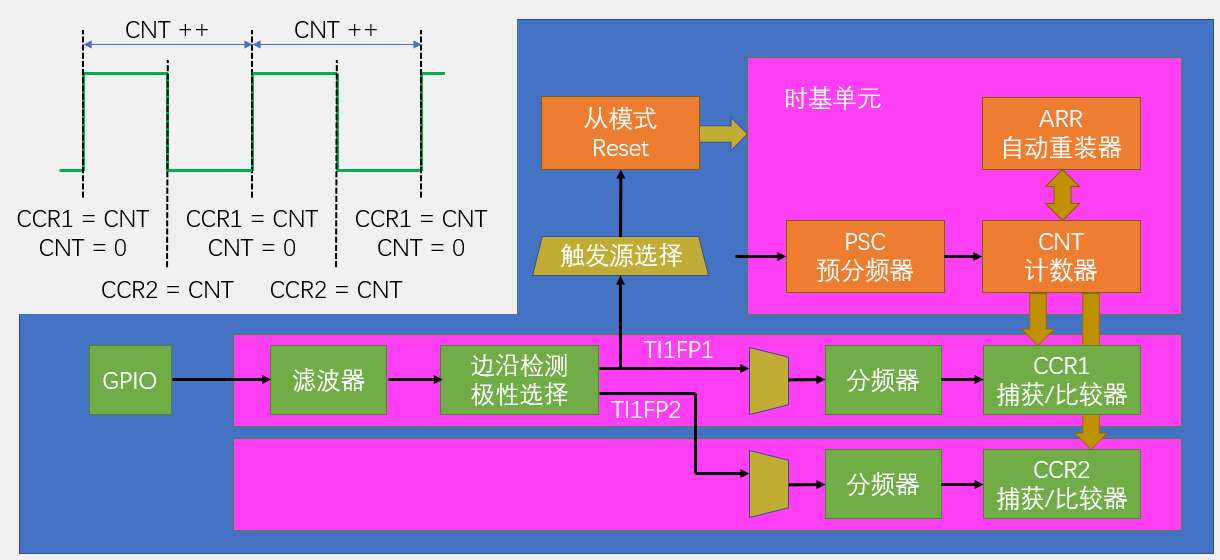 CNT ++
CNT ++
CCR1 = CNT
CNT = 0
CCR1 = CNT
CNT = 0
CCR1 = CNT
CNT = 0
CCR2 = CNT
CCR2 = CNT
时基单元
从模式
Reset
ARR
自动重装器
触发源选择
PSC
预分频器
CNT
计数器
GPIO
滤波器
边沿检测
极性选择
TI1FP1
TI1FP2
分频器
CCR1
捕获/比较器
分频器
CCR2
捕获/比较器